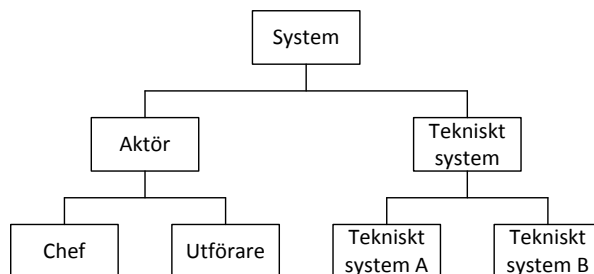 System
Aktör
Tekniskt
system
Chef
Utförare
Tekniskt
system A
Tekniskt
system B